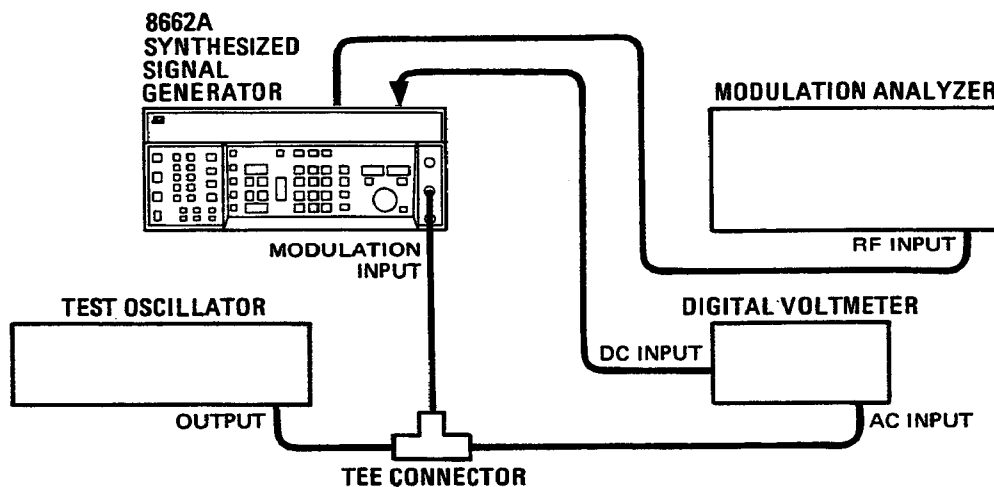 8662A
SYNTHESIZED
SIGNAL
GENERATOR
MODULATION ANALYZER
RF INPUT
MODULATION
INPUT
TEST OSCILLATOR
DIGITAL VOLTMETER
DC INPUT
OUTPUT
AC INPUT
TEE CONNECTOR